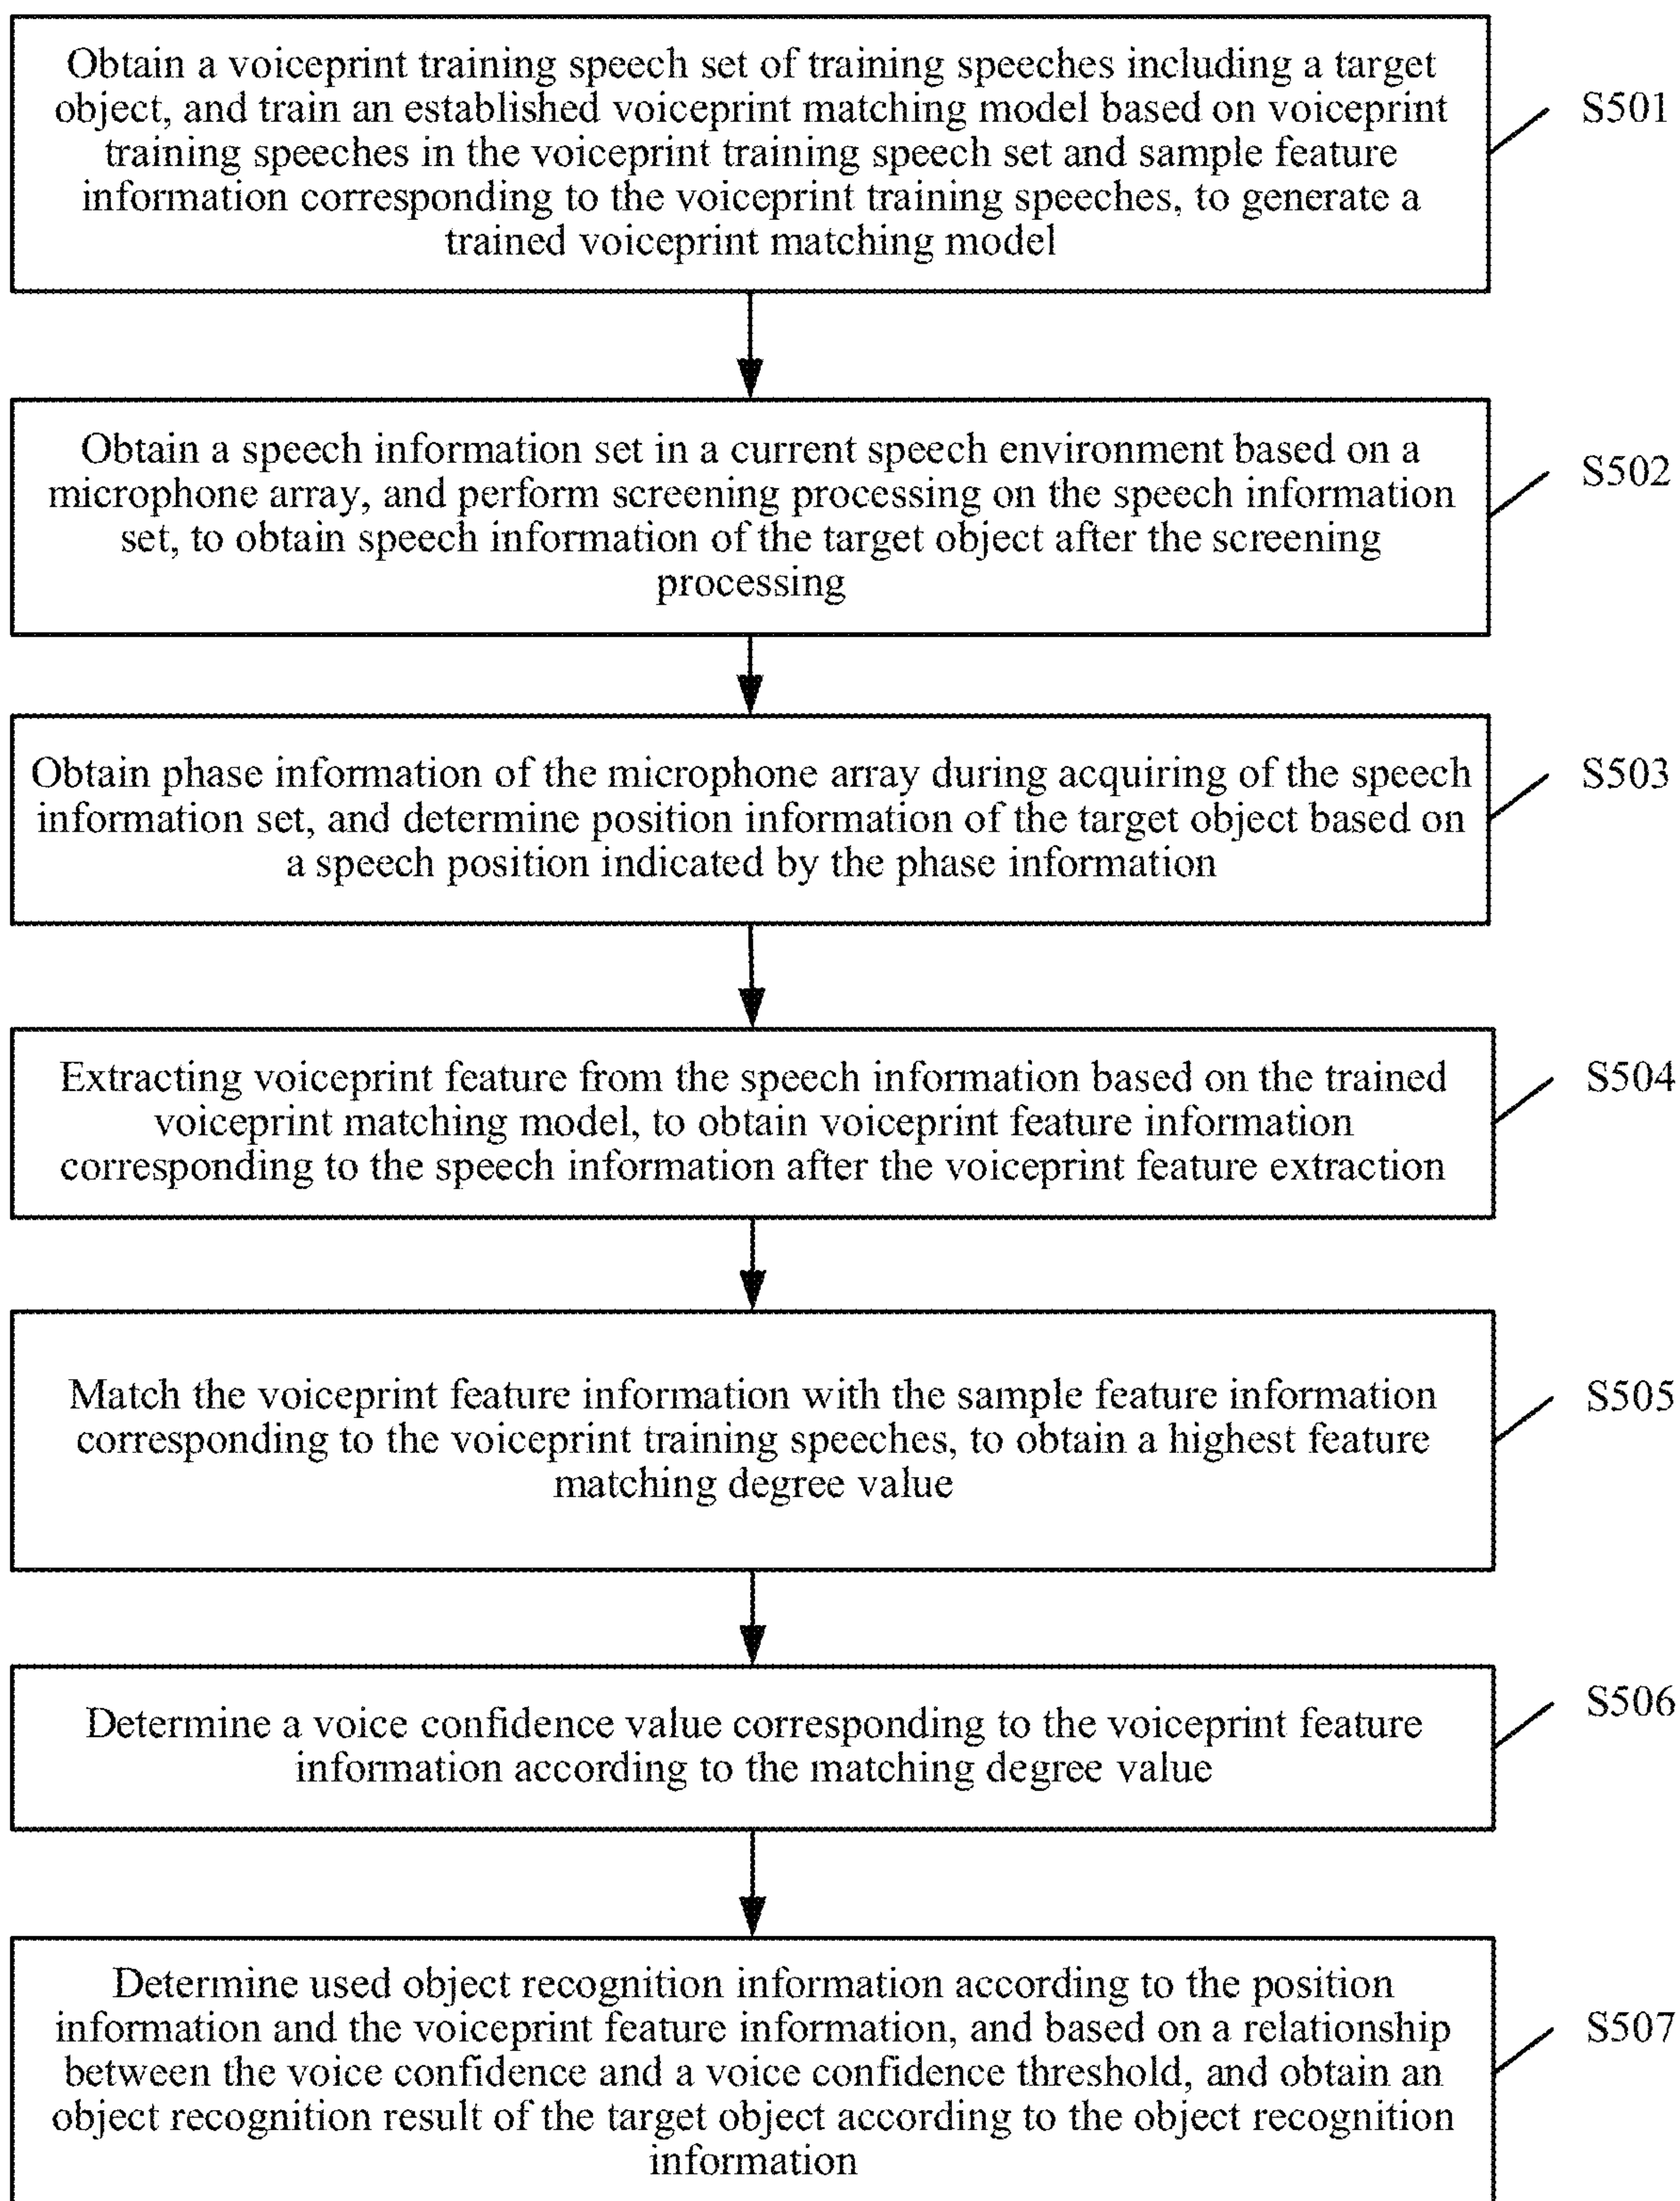 Obtain a voiceprint training speech set of training speeches including a target
object, and train an established voiceprint matching model based on voiceprint
training speeches in the voiceprint training speech set and sample feature
information corresponding to the voiceprint training speeches, to generate a
trained voiceprint matching model
S501
Obtain a speech information set in a current speech environment based on a
microphone array, and perform screening processing on the speech information
set, to obtain speech information of the target object after the screening
processing
S502
Obtain phase information of the microphone array during acquiring of the speech
information set, and determine position information of the target object based on
a speech position indicated by the phase information
S503
Extracting voiceprint feature from the speech information based on the trained
voiceprint matching model, to obtain voiceprint feature information
corresponding to the speech information after the voiceprint feature extraction
S504
Match the voiceprint feature information with the sample feature information
corresponding to the voiceprint training speeches, to obtain a highest feature
matching degree value
S505
Determine a voice confidence value corresponding to the voiceprint feature
information according to the matching degree value
S506
Determine used object recognition information according to the position
information and the voiceprint feature information, and based on a relationship
between the voice confidence and a voice confidence threshold, and obtain an
object recognition result of the target object according to the object recognition
information
S507